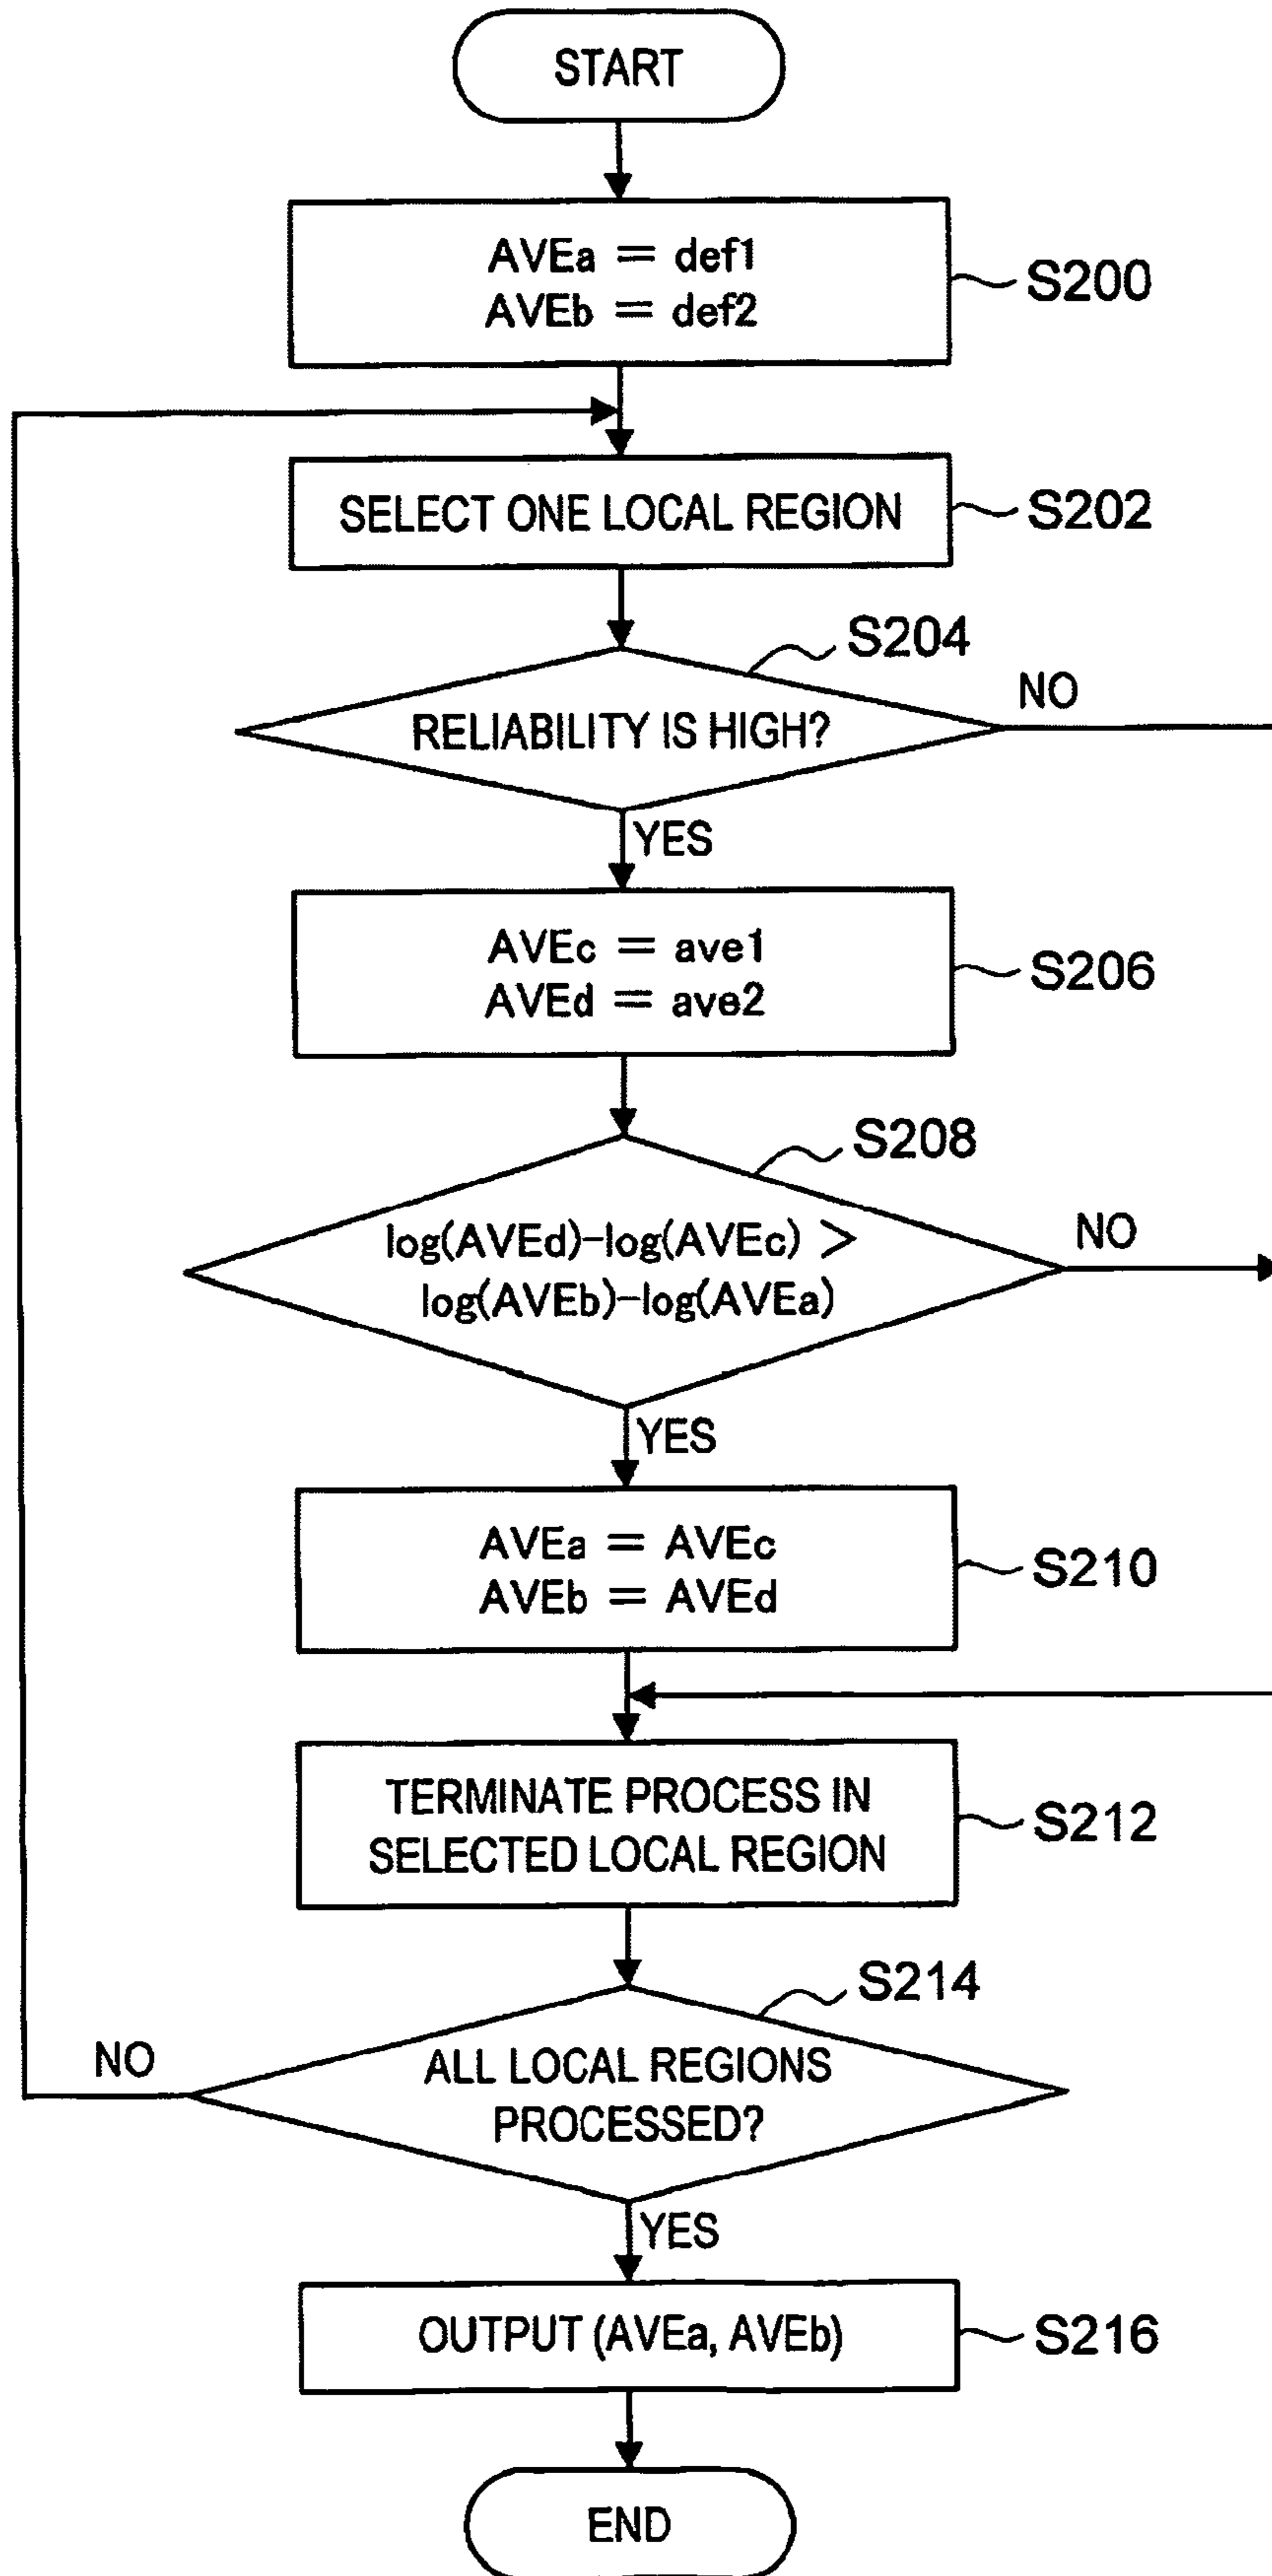 START
AVEa = def1
AVEb = def2
S200
SELECT ONE LOCAL REGION
S202
S204
RELIABILITY IS HIGH?
NO
YES
AVEc = ave1
AVEd = ave2
S206
S208
log(AVEd)-log(AVEc) >
log(AVEb)-log(AVEa)
NO
YES
AVEa = AVEc
AVEb = AVEd
S210
TERMINATE PROCESS IN
SELECTED LOCAL REGION
S212
S214
ALL LOCAL REGIONS
PROCESSED?
NO
YES
OUTPUT (AVEa, AVEb)
S216
END